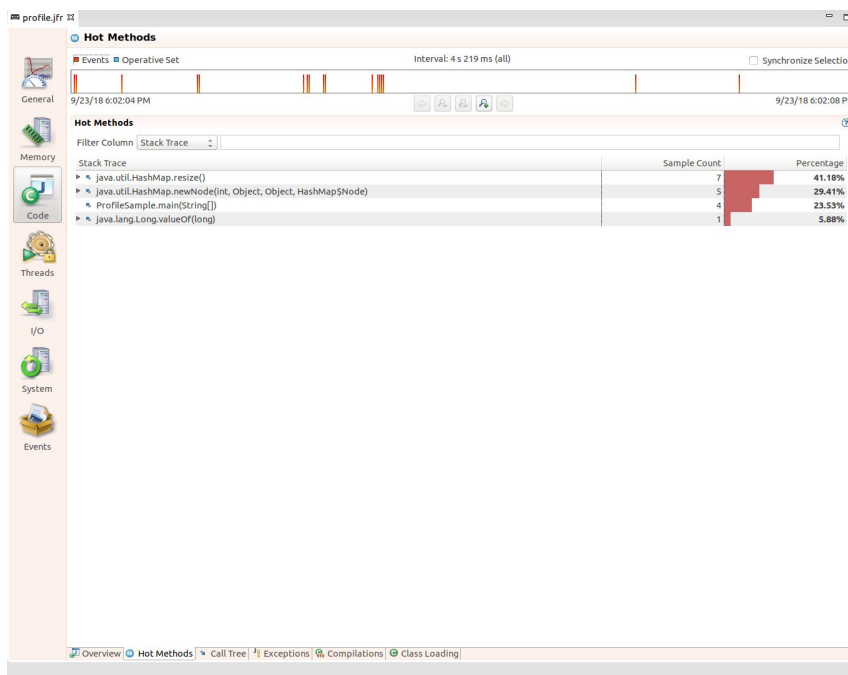 profile.jfr
Hot Methods
Events Operative Set Interval: 4 s 219 ms (all) Synchronize Selectio
General
9/23/18 6:02:04 PM 9/23/18 6:02:08 P
Hot Methods
Filter Column Stack Trace
Memory
Stack Trace Sample Count Percentage
java.util.HashMap.resize() 7 41.18%
java.util.HashMap.newNode(int, Object, Object, HashMap$Node) 5 29.41%
ProfileSample.main(String[]) 4 23.53%
java.lang.Long.valueOf(long) 1 5.88%
Code
Threads
I/O
System
Events
Overview Hot Methods Call Tree Exceptions Compilations Class Loading